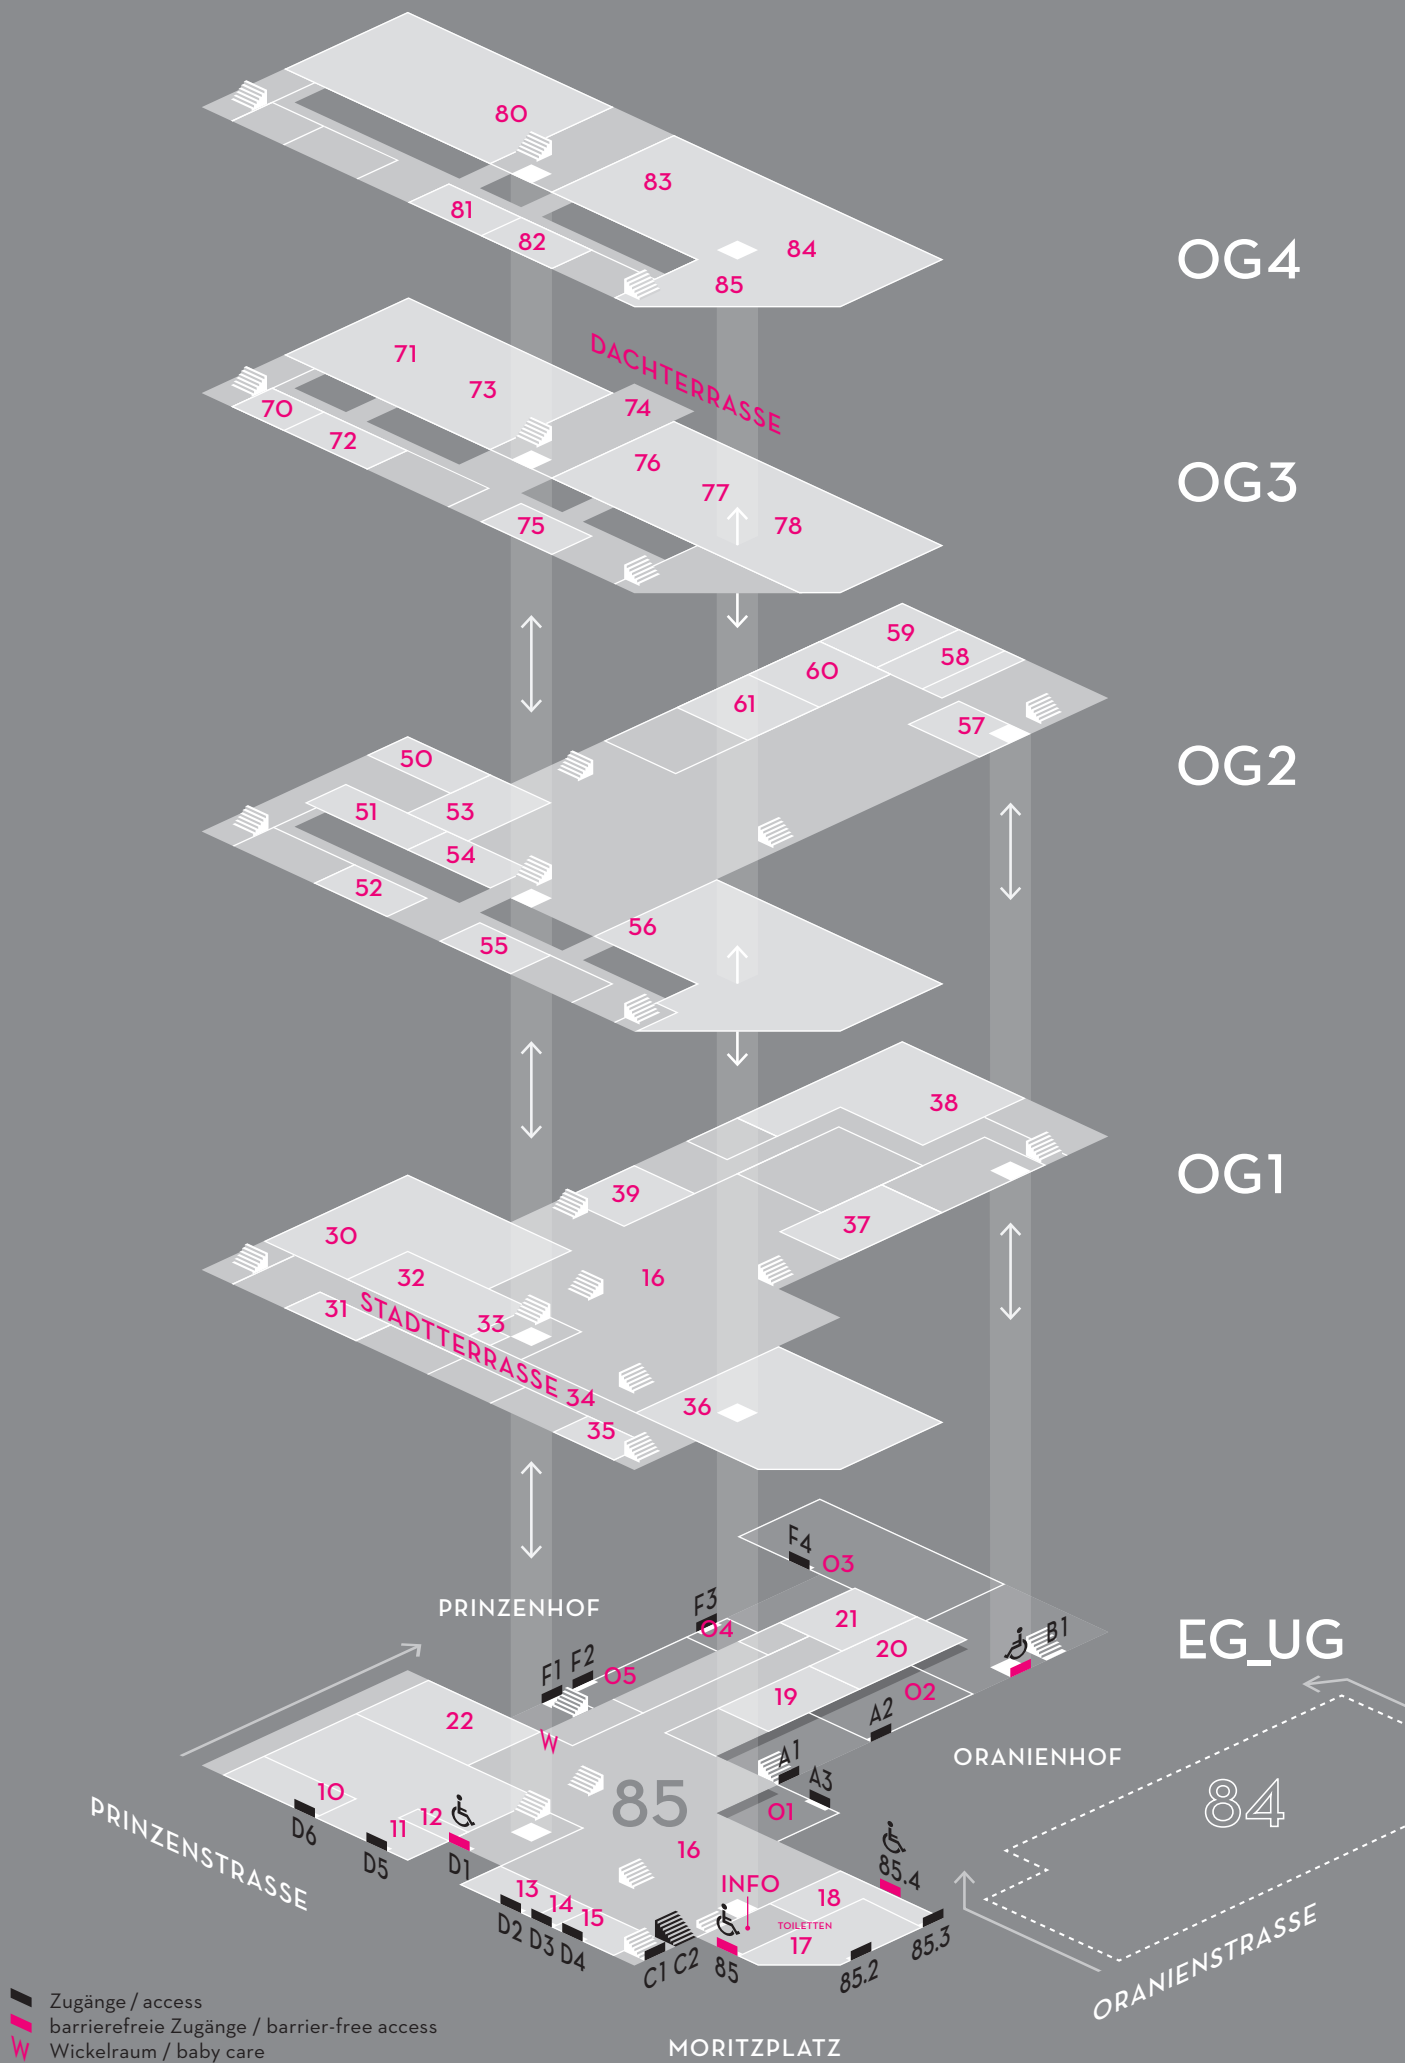 80
83
81
82
84
85
OG4
DACHTERRASSE
71
73
74
70
72
76
77
75
78
OG3
59
58
60
61
57
50
51
53
54
52
55
56
OG2
38
39
37
30
32
16
31
33
STADTTERRASSE
34
35
36
OG1
F4
03
PRINZENHOF
F3
04
21
20
B1
EG_UG
F1
F2
05
19
02
A2
22
W
A1
A3
ORANIENHOF
01
85
84
10
12
11
D6
D5
D1
PRINZENSTRASSE
16
85.4
INFO
13
14
15
18
TOILETTEN
17
D2
D3
D4
C1
C2
85
85.2
85.3
ORANIENSTRASSE
Zugänge / access
barrierefreie Zugänge / barrier-free access
W Wickelraum / baby care
MORITZPLATZ